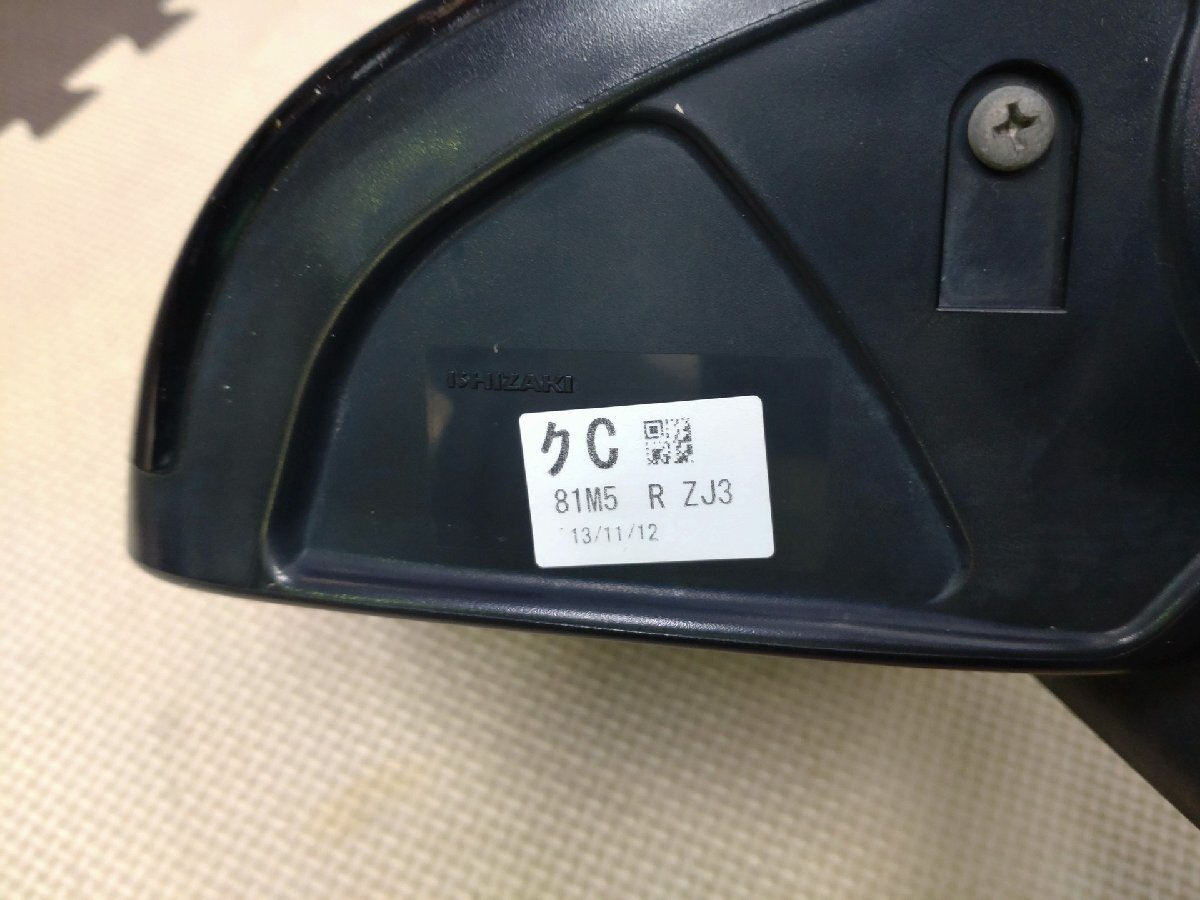 ISHIZAKI
クC
81M5 R ZJ3
'13/11/12